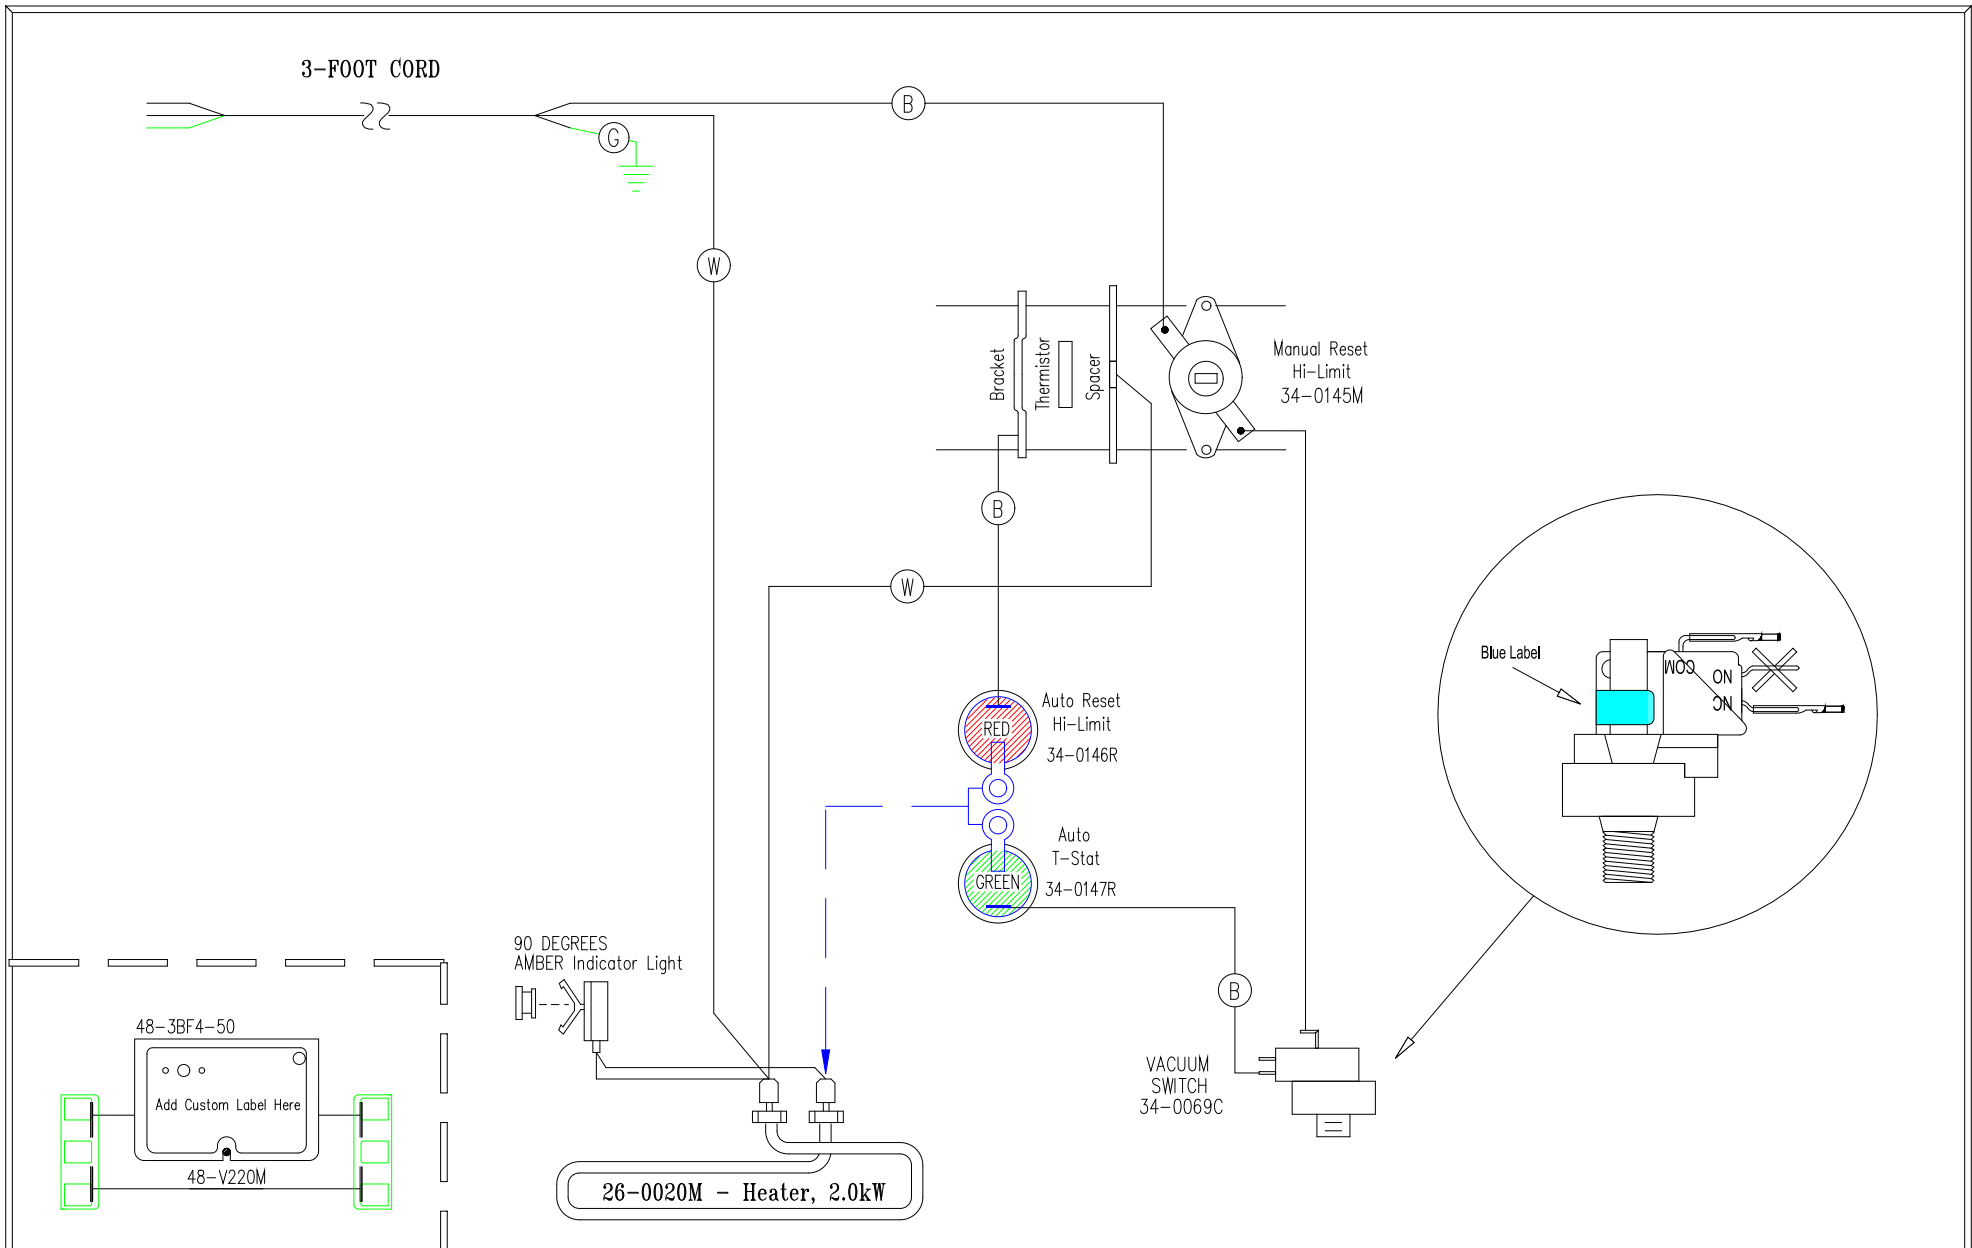 3-FOOT CORD
B
G
W
Bracket
Thermistor
Spacer
Manual Reset
Hi-Limit
34-0145M
B
W
Blue Label
COM
NO
NC
RED
Auto Reset
Hi-Limit
34-0146R
GREEN
Auto
T-Stat
34-0147R
90 DEGREES
AMBER Indicator Light
B
VACUUM
SWITCH
34-0069C
48-3BF4-50
Add Custom Label Here
48-V220M
26-0020M - Heater, 2.0kW